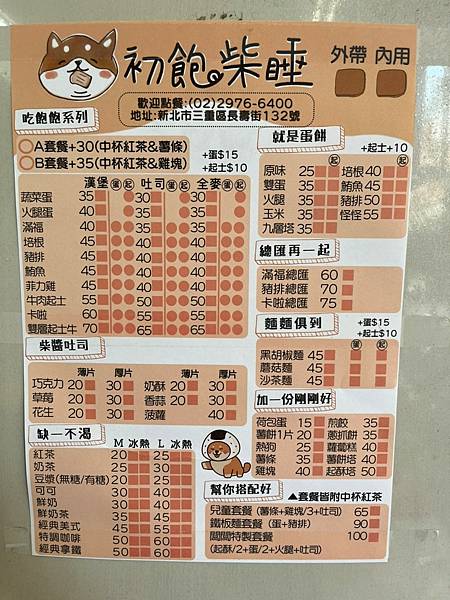 初飽柴睡
外帶 內用
歡迎點餐:(02)2976-6400
地址:新北市三重區長壽街132號
吃飽飽系列
A套餐+30(中杯紅茶&薯條)
B套餐+35(中杯紅茶&雞塊)
+蛋$15
+起士$10
漢堡 蛋 起 吐司 蛋 起 全麥 蛋 起
蔬菜蛋 35 30 35
火腿蛋 40 35 40
滿福 40 35 40
培根 45 40 45
豬排 45 40 45
鮪魚 45 40 45
菲力雞 45 40 45
牛肉起士 55 50 55
卡啦 60 55 60
雙層起士牛 70 65 65
柴醬吐司
薄片 厚片 薄片 厚片
巧克力 20 30 奶酥 20 30
草莓 20 30 香蒜 20 30
花生 20 30 菠蘿 40
缺一不渴
M 冰 熱 L 冰 熱
紅茶 20 25
奶茶 25 30
豆漿(無糖/有糖) 20 25
可可 30 40
鮮奶 30 40
鮮奶茶 35 45
經典美式 45 55
特調咖啡 50 60
經典拿鐵 50 60
就是蛋餅
+起士+10
起 起
原味 25 培根 40
雙蛋 35 鮪魚 45
火腿 35 豬排 50
玉米 35 怪怪 55
九層塔 35
總匯再一起
滿福總匯 60
豬排總匯 70
卡啦總匯 75
麵麵俱到
+蛋$15
+起士$10
蛋 起
黑胡椒麵 45
蘑菇麵 45
沙茶麵 45
加一份剛剛好
荷包蛋 15 煎餃 35
薯餅1片 20 蔥抓餅 35
熱狗 25 蘿蔔糕 40
薯條 35 薯餅塔 40
雞塊 40 起酥塔 50
幫你搭配好
▲套餐皆附中杯紅茶
兒童套餐 (薯條+雞塊/3+吐司) 65
鐵板麵套餐 (蛋+豬排) 90
闆闆特製套餐 100
(起酥/2+蛋/2+火腿+吐司)